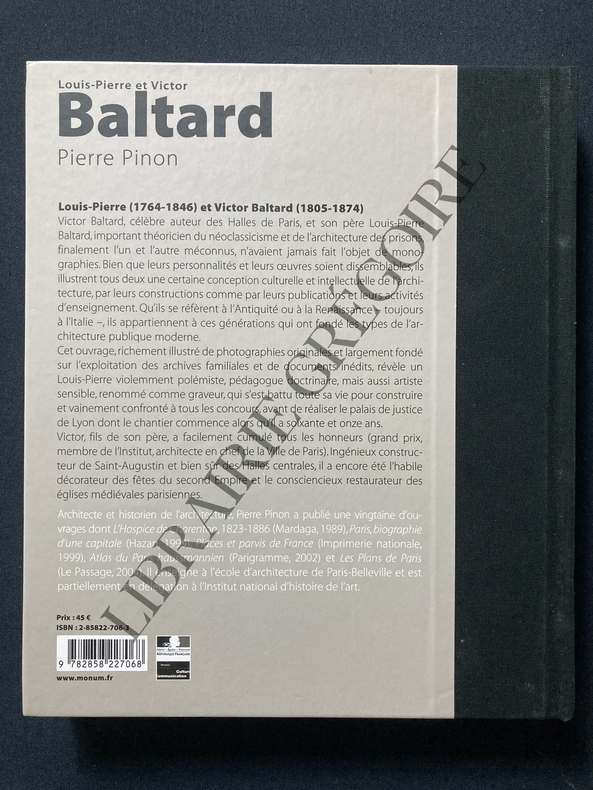 Louis-Pierre et Victor
Baltard
Pierre Pinon
Louis-Pierre (1764-1846) et Victor Baltard (1805-1874)
Victor Baltard, célèbre auteur des Halles de Paris, et son père Louis-Pierre
Baltard, important théoricien du néoclassicisme et de l'architecture des prisons
finalement l'un et l'autre méconnus, n'avaient jamais fait l'objet de mono-
graphies. Bien que leurs personnalités et leurs œuvres soient dissemblables, ils
illustrent tous deux une certaine conception culturelle et intellectuelle de l'archi-
tecture, par leurs constructions comme par leurs publications et leurs activités
d'enseignement. Qu'ils se réfèrent à l'Antiquité ou à la Renaissance – toujours
à l'Italie –, ils appartiennent à ces générations qui ont fondé les types de l'ar-
chitecture publique moderne.
Cet ouvrage, richement illustré de photographies originales et largement fondé
sur l'exploitation des archives familiales et de documents inédits, révèle un
Louis-Pierre violemment polémiste, pédagogue doctrinaire, mais aussi artiste
sensible, renommé comme graveur, qui s'est battu toute sa vie pour construire
et vainement confronté à tous les concours, avant de réaliser le palais de justice
de Lyon dont le chantier commence alors qu'il a soixante et onze ans.
Victor, fils de son père, a facilement cumulé tous les honneurs (grand prix,
membre de l'Institut, architecte en chef de la Ville de Paris). Ingénieux construc-
teur de Saint-Augustin et bien sûr des Halles centrales, il a encore été l'habile
décorateur des fêtes du second Empire et le consciencieux restaurateur des
églises médiévales parisiennes.
Architecte et historien de l'architecture, Pierre Pinon a publié une vingtaine d'ou-
vrages dont L'Hospice de Charenton, 1823-1886 (Mardaga, 1989), Paris, biographie
d'une capitale (Hazan, Places et parvis de France (Imprimerie nationale,
1999), Atlas du Paris haussmannien (Parigramme, 2002) et Les Plans de Paris
(Le Passage, Il enseigne à l'école d'architecture de Paris-Belleville et est
partiellement en délégation à l'Institut national d'histoire de l'art.
Prix : 45 €
ISBN : 2-85822-706-3
9 782858 227068
www.monum.fr
Liberté • Égalité • Fraternité
RÉPUBLIQUE FRANÇAISE
Culture
Communication
LIBRAIRIE GRÉGOIRE